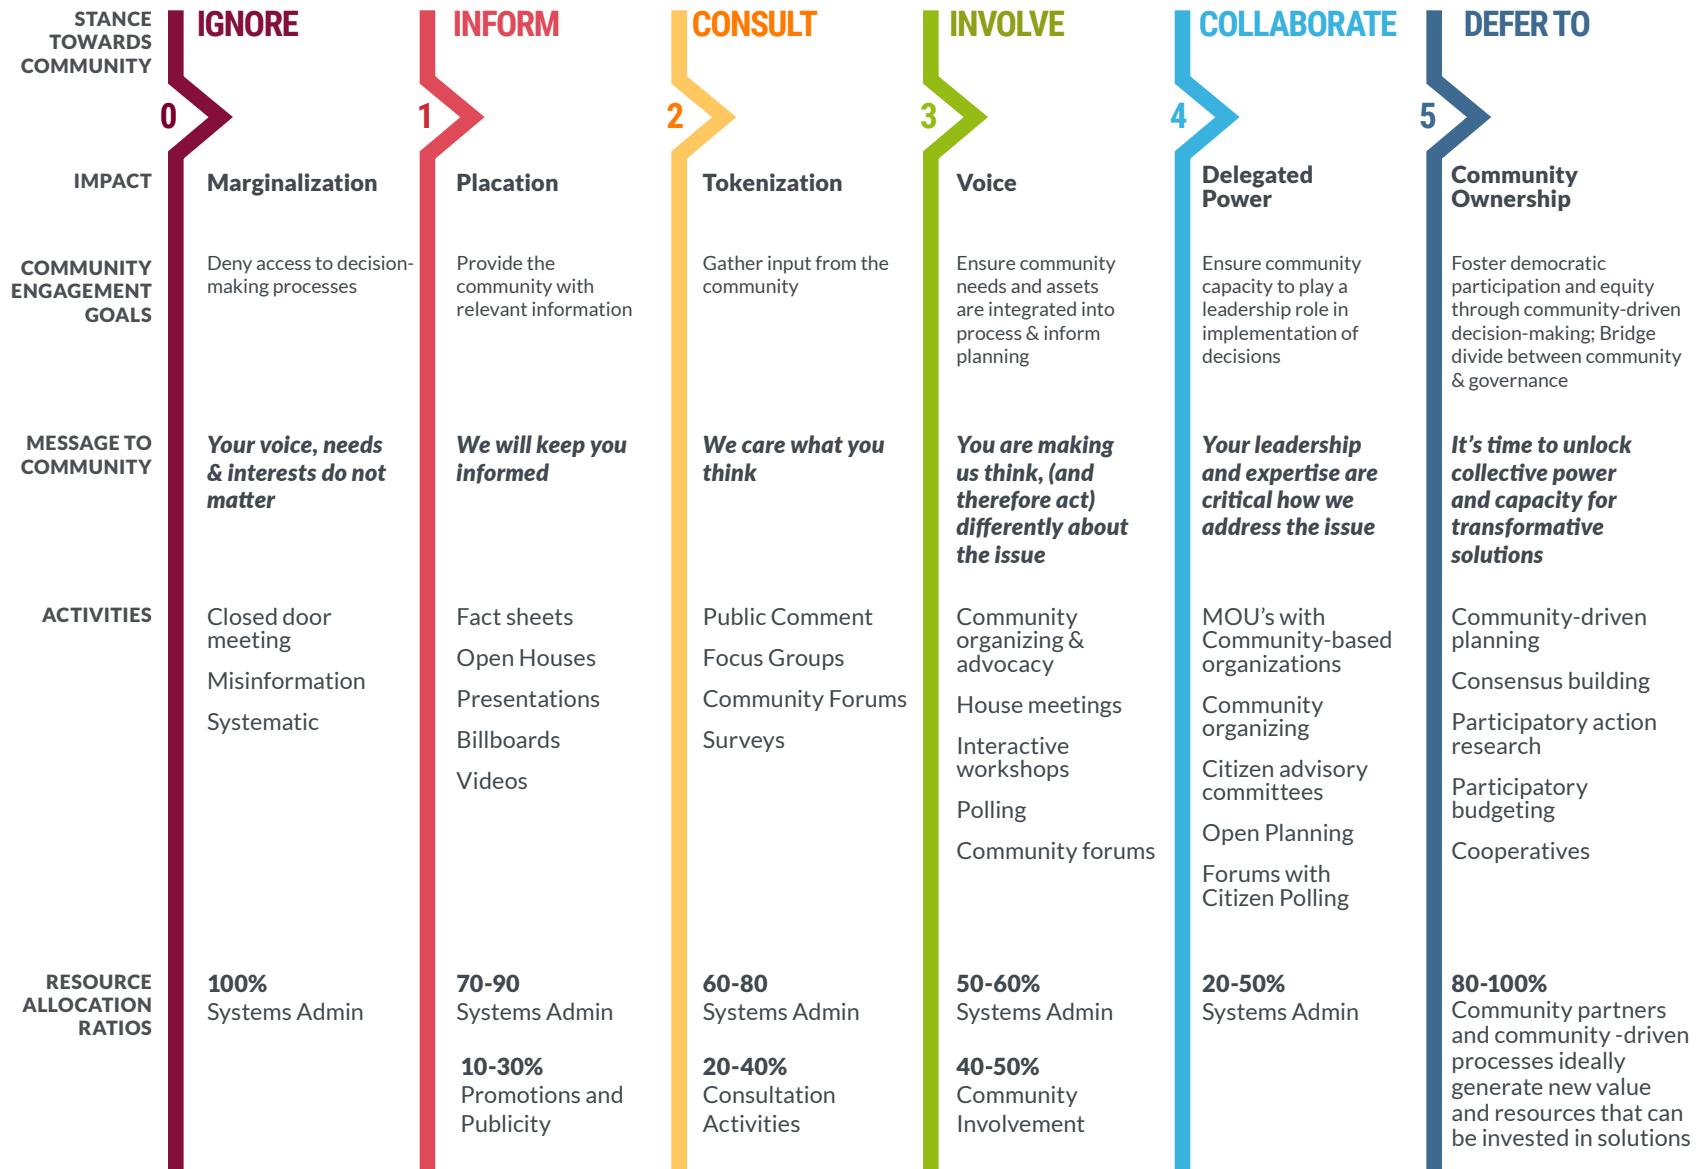 STANCE
TOWARDS
COMMUNITY
IGNORE
INFORM
CONSULT
INVOLVE
COLLABORATE
DEFER TO
0
1
2
3
4
5
IMPACT
Marginalization
Placation
Tokenization
Voice
Delegated
Power
Community
Ownership
COMMUNITY
ENGAGEMENT
GOALS
Deny access to decision-
making processes
Provide the
community with
relevant information
Gather input from the
community
Ensure community
needs and assets
are integrated into
process & inform
planning
Ensure community
capacity to play a
leadership role in
implementation of
decisions
Foster democratic
participation and equity
through community-driven
decision-making; Bridge
divide between community
& governance
MESSAGE TO
COMMUNITY
Your voice, needs
& interests do not
matter
We will keep you
informed
We care what you
think
You are making
us think, (and
therefore act)
differently about
the issue
Your leadership
and expertise are
critical how we
address the issue
It's time to unlock
collective power
and capacity for
transformative
solutions
ACTIVITIES
Closed door
meeting
Misinformation
Systematic
Fact sheets
Open Houses
Presentations
Billboards
Videos
Public Comment
Focus Groups
Community Forums
Surveys
Community
organizing &
advocacy
House meetings
Interactive
workshops
Polling
Community forums
MOU's with
Community-based
organizations
Community
organizing
Citizen advisory
committees
Open Planning
Forums with
Citizen Polling
Community-driven
planning
Consensus building
Participatory action
research
Participatory
budgeting
Cooperatives
RESOURCE
ALLOCATION
RATIOS
100%
Systems Admin
70-90
Systems Admin
10-30%
Promotions and
Publicity
60-80
Systems Admin
20-40%
Consultation
Activities
50-60%
Systems Admin
40-50%
Community
Involvement
20-50%
Systems Admin
80-100%
Community partners
and community -driven
processes ideally
generate new value
and resources that can
be invested in solutions